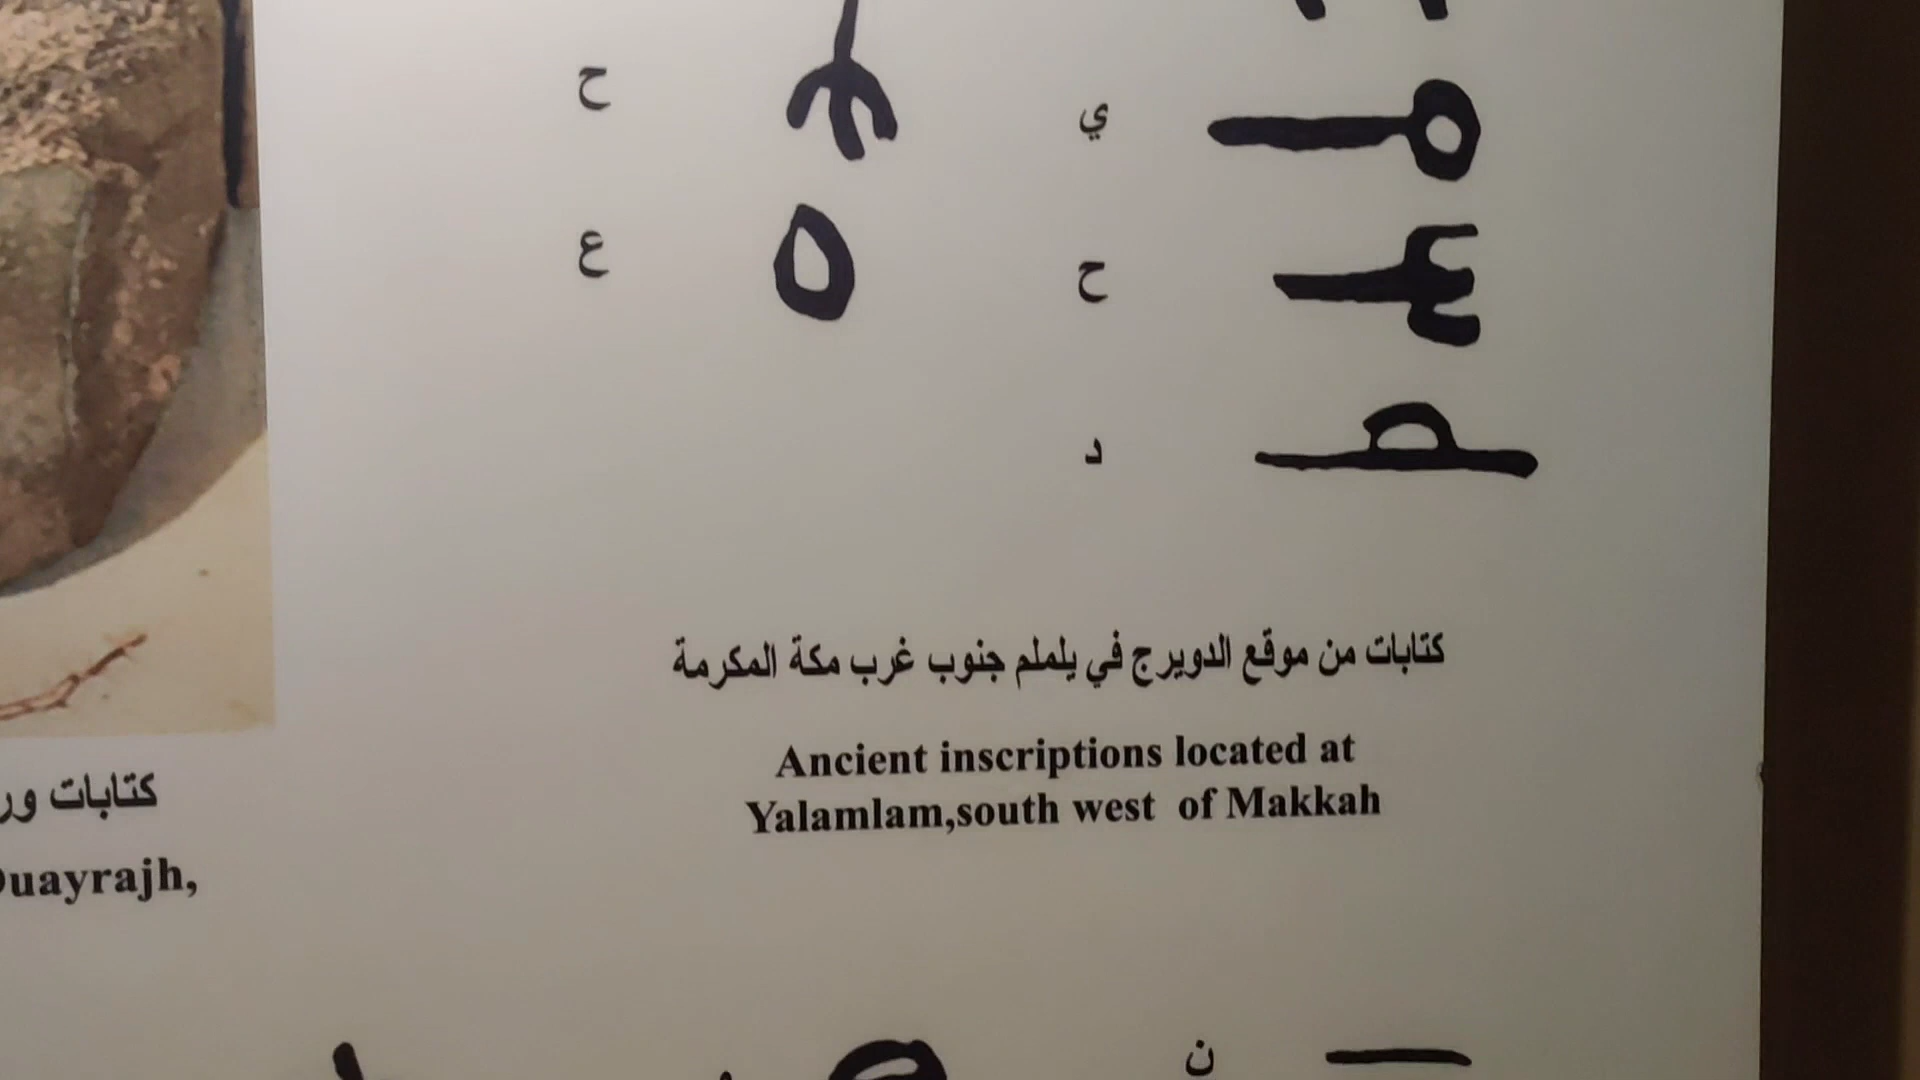 ح
ي
ع
ح
د
كتابات من موقع الدويرج في يلملم جنوب غرب مكة المكرمة
Ancient inscriptions located at
Yalamlam,south west of Makkah
كتابات
ن